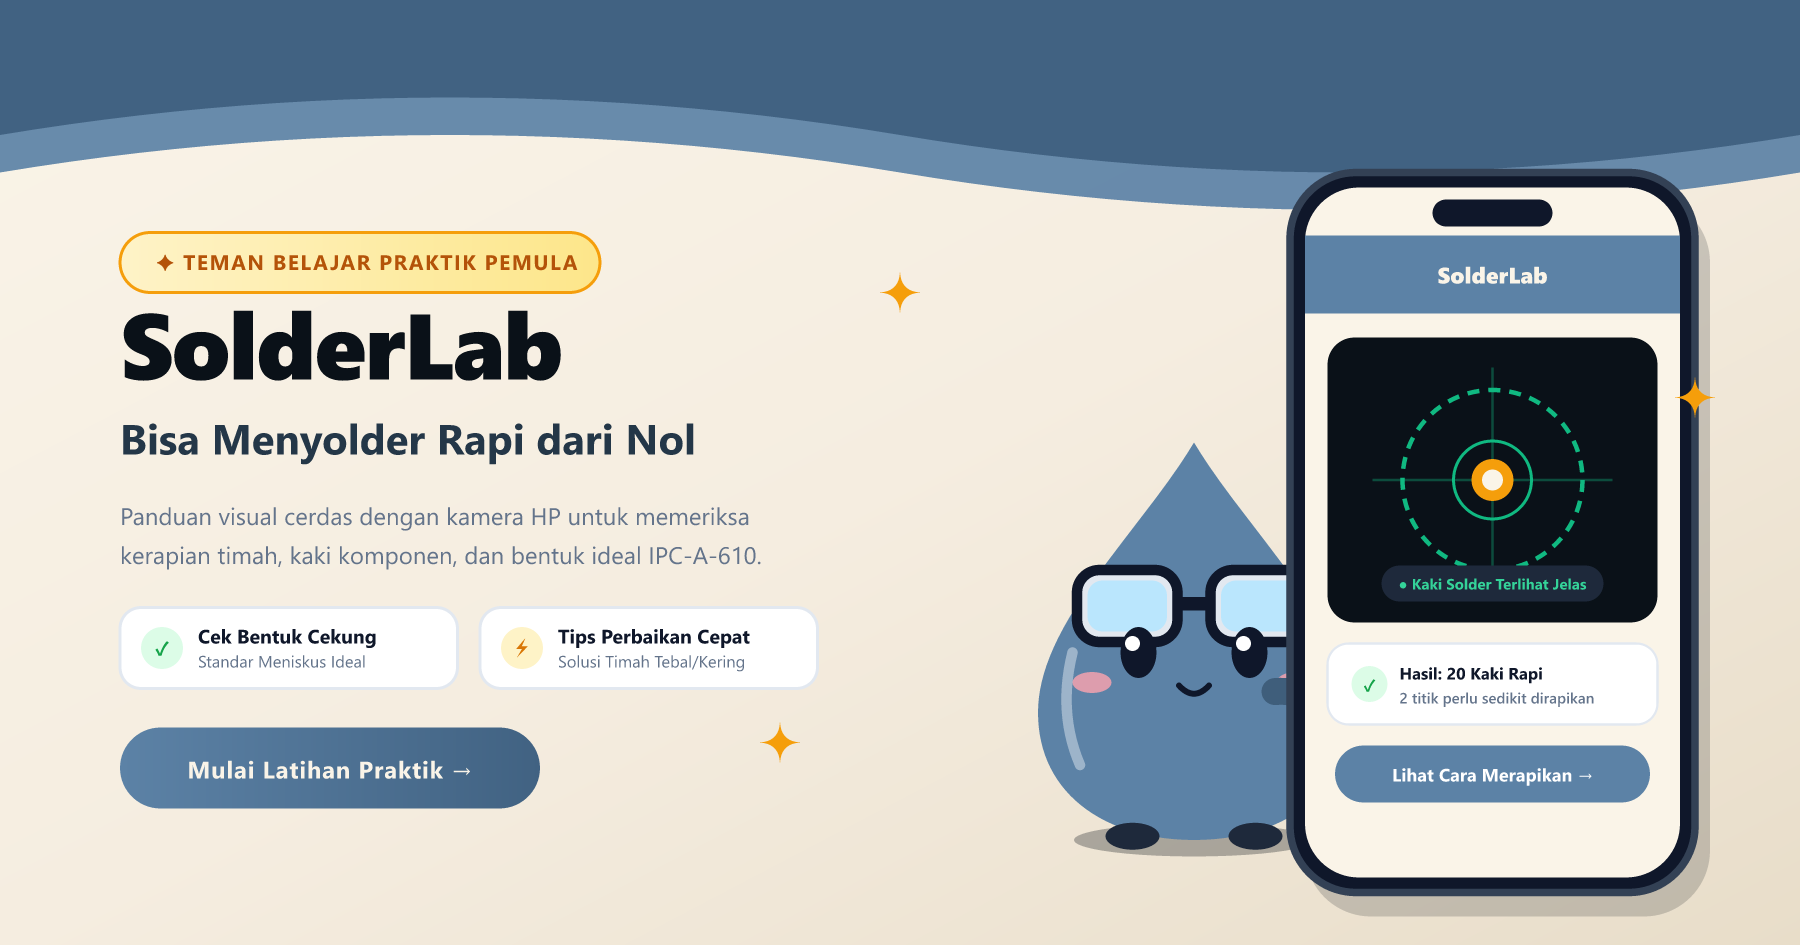 ✦ TEMAN BELAJAR PRAKTIK PEMULA
SolderLab
Bisa Menyolder Rapi dari Nol
Panduan visual cerdas dengan kamera HP untuk memeriksa
kerapian timah, kaki komponen, dan bentuk ideal IPC-A-610.
✓ Cek Bentuk Cekung
Standar Meniskus Ideal
Tips Perbaikan Cepat
Solusi Timah Tebal/Kering
Mulai Latihan Praktik →
SolderLab
● Kaki Solder Terlihat Jelas
✓ Hasil: 20 Kaki Rapi
2 titik perlu sedikit dirapikan
Lihat Cara Merapikan →